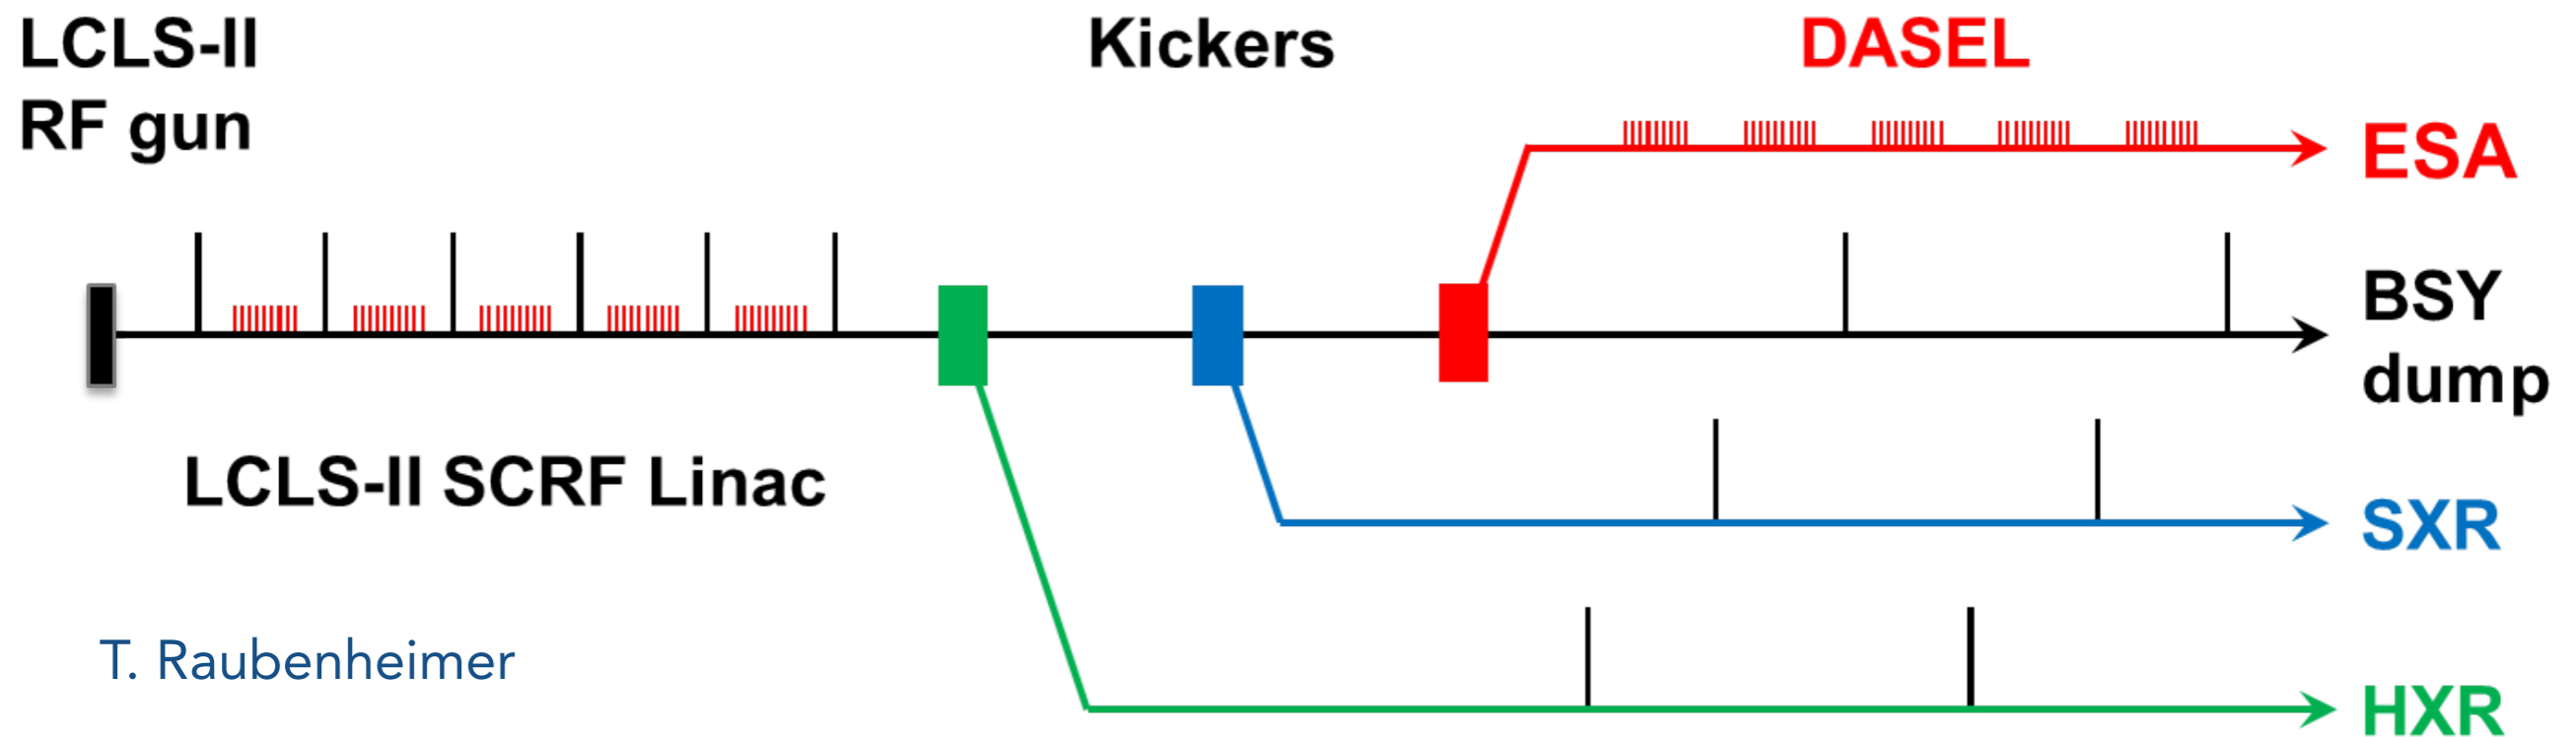 LCLS-II
RF gun
Kickers
DASEL
ESA
BSY
dump
LCLS-II SCRF Linac
SXR
T. Raubenheimer
HXR